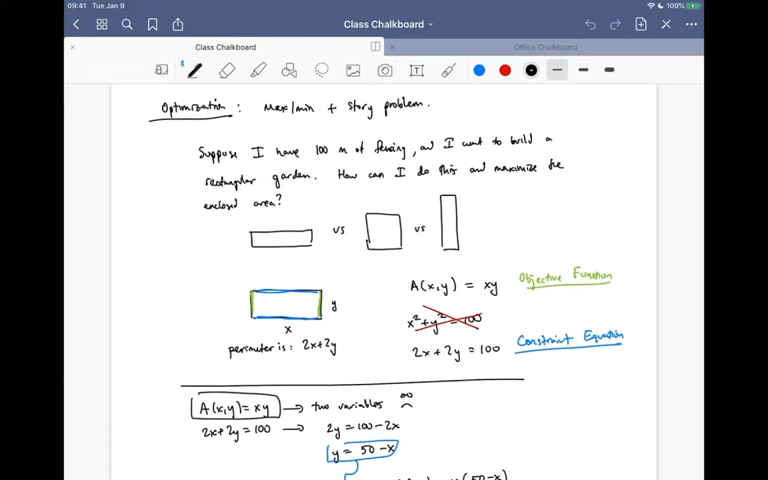 09:41 Tue Jan 9
100%
Class Chalkboard
Class Chalkboard
Office Chalkboard
Optimization : Max/min + Story problem.
Suppose I have 100 m of fencing, and I want to build a
rectangular garden. How can I do this and maximize the
enclosed area?
vs vs
A(x,y) = xy Objective Function
y
x² + y² = 100
x
perimeter is: 2x+2y 2x + 2y = 100 Constraint Equation
A(x,y) = xy → two variables
2x+2y = 100 → 2y = 100 - 2x
y = 50 - x
(50-x)